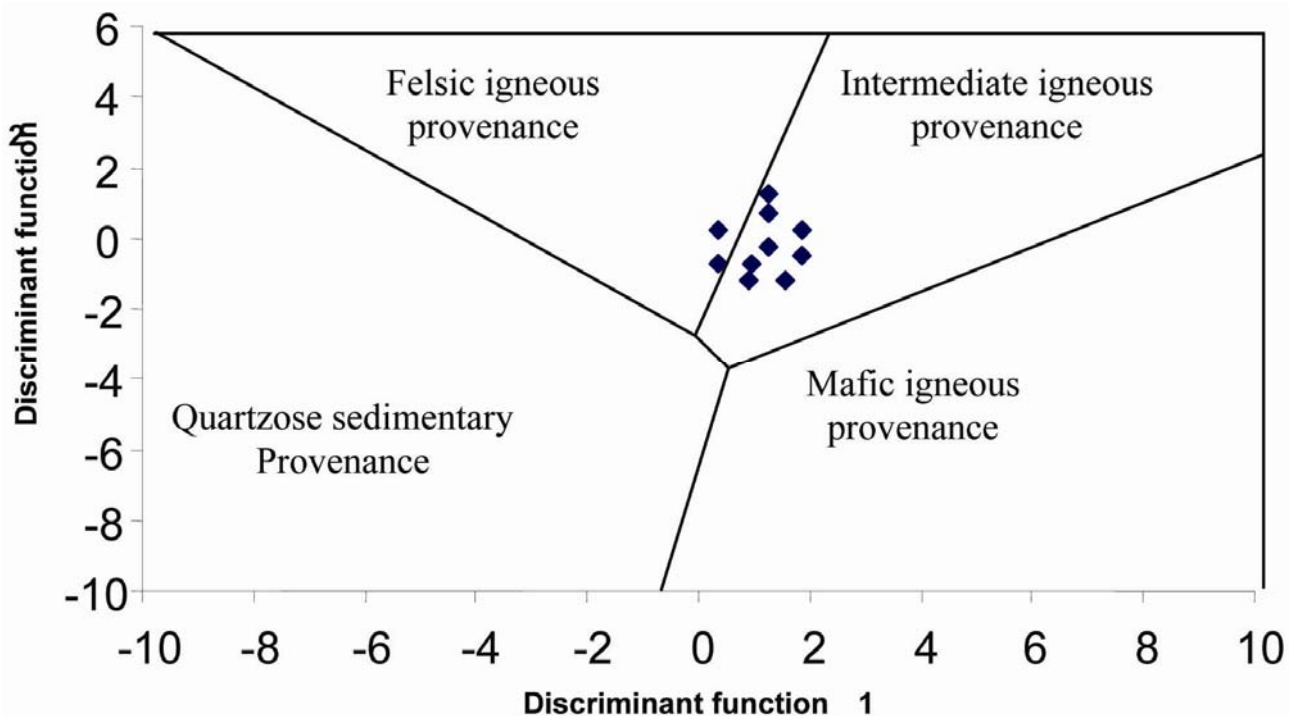 6
4
2
0
-2
-4
-6
-8
-10
Discriminant function 2
Felsic igneous
provenance
Intermediate igneous
provenance
Quartzose sedimentary
Provenance
Mafic igneous
provenance
-10 -8 -6 -4 -2 0 2 4 6 8 10
Discriminant function 1